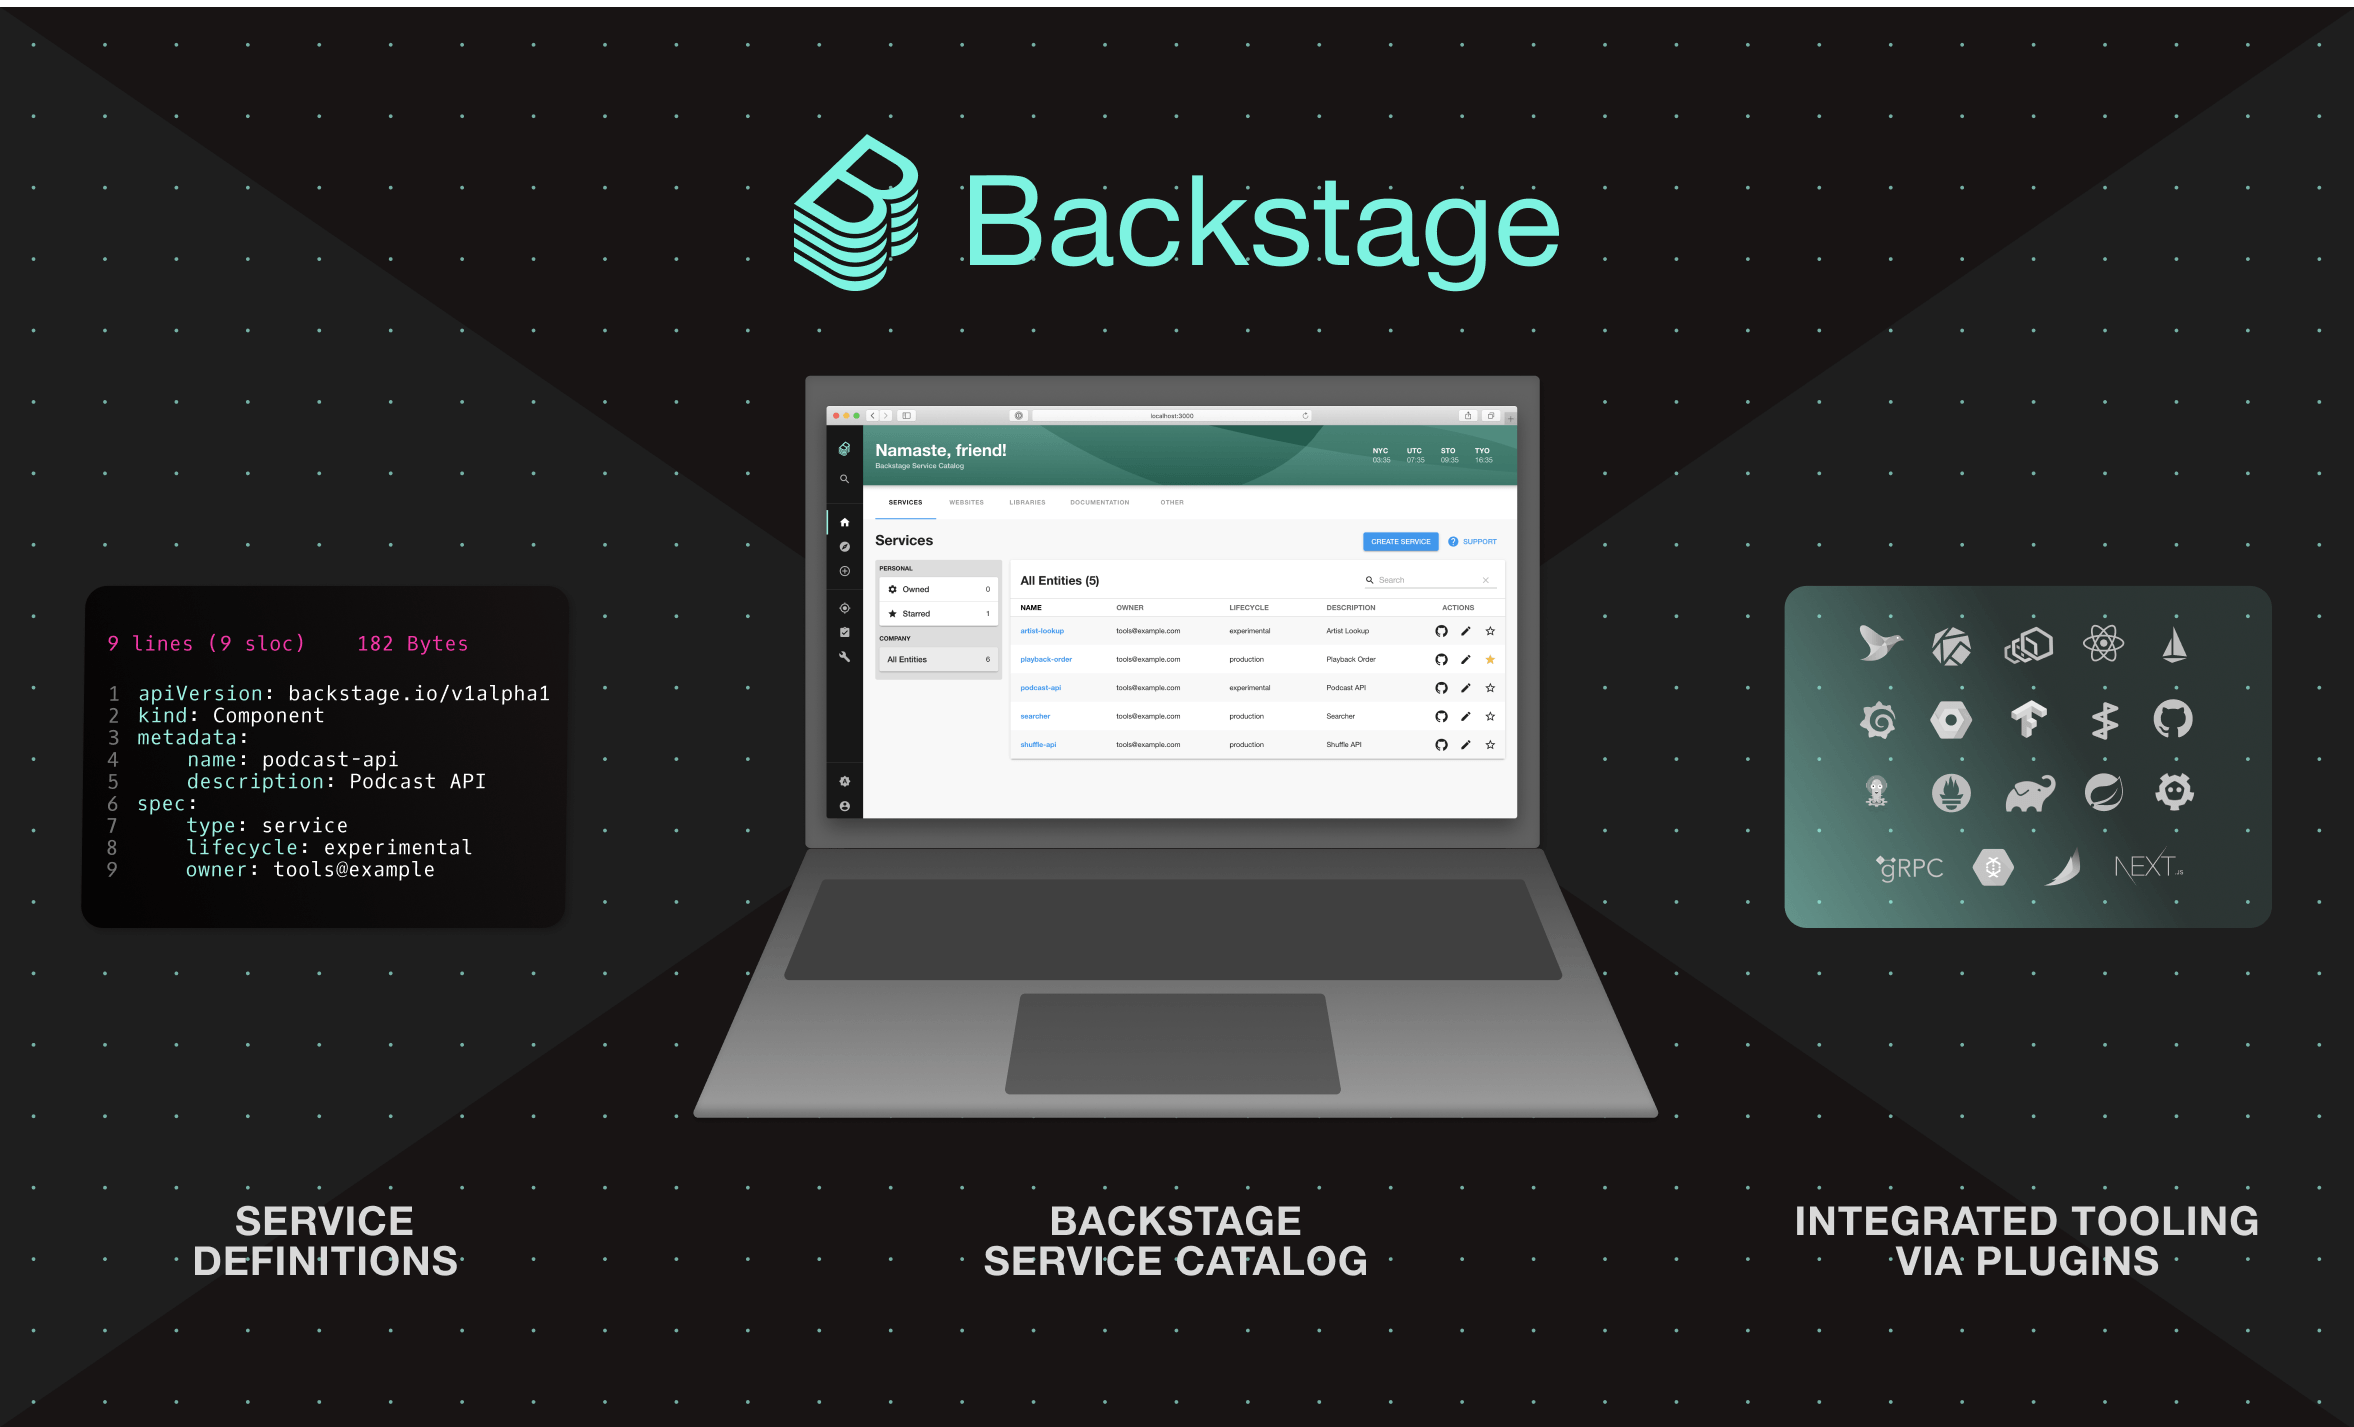 Backstage
9 lines (9 sloc) 182 Bytes
1 apiVersion: backstage.io/v1alpha1
2 kind: Component
3 metadata:
4 name: podcast-api
5 description: Podcast API
6 spec:
7 type: service
8 lifecycle: experimental
9 owner: tools@example
localhost:3000
Namaste, friend!
Backstage Service Catalog
NYC UTC STO TYO
03:35 07:35 09:35 16:35
SERVICES WEBSITES LIBRARIES DOCUMENTATION OTHER
Services
CREATE SERVICE SUPPORT
PERSONAL
Owned 0
Starred 1
COMPANY
All Entities 6
All Entities (5)
Search
NAME OWNER LIFECYCLE DESCRIPTION ACTIONS
artist-lookup tools@example.com experimental Artist Lookup
playback-order tools@example.com production Playback Order
podcast-api tools@example.com experimental Podcast API
searcher tools@example.com production Searcher
shuffle-api tools@example.com production Shuffle API
gRPC
NEXT.JS
SERVICE
DEFINITIONS
BACKSTAGE
SERVICE CATALOG
INTEGRATED TOOLING
VIA PLUGINS